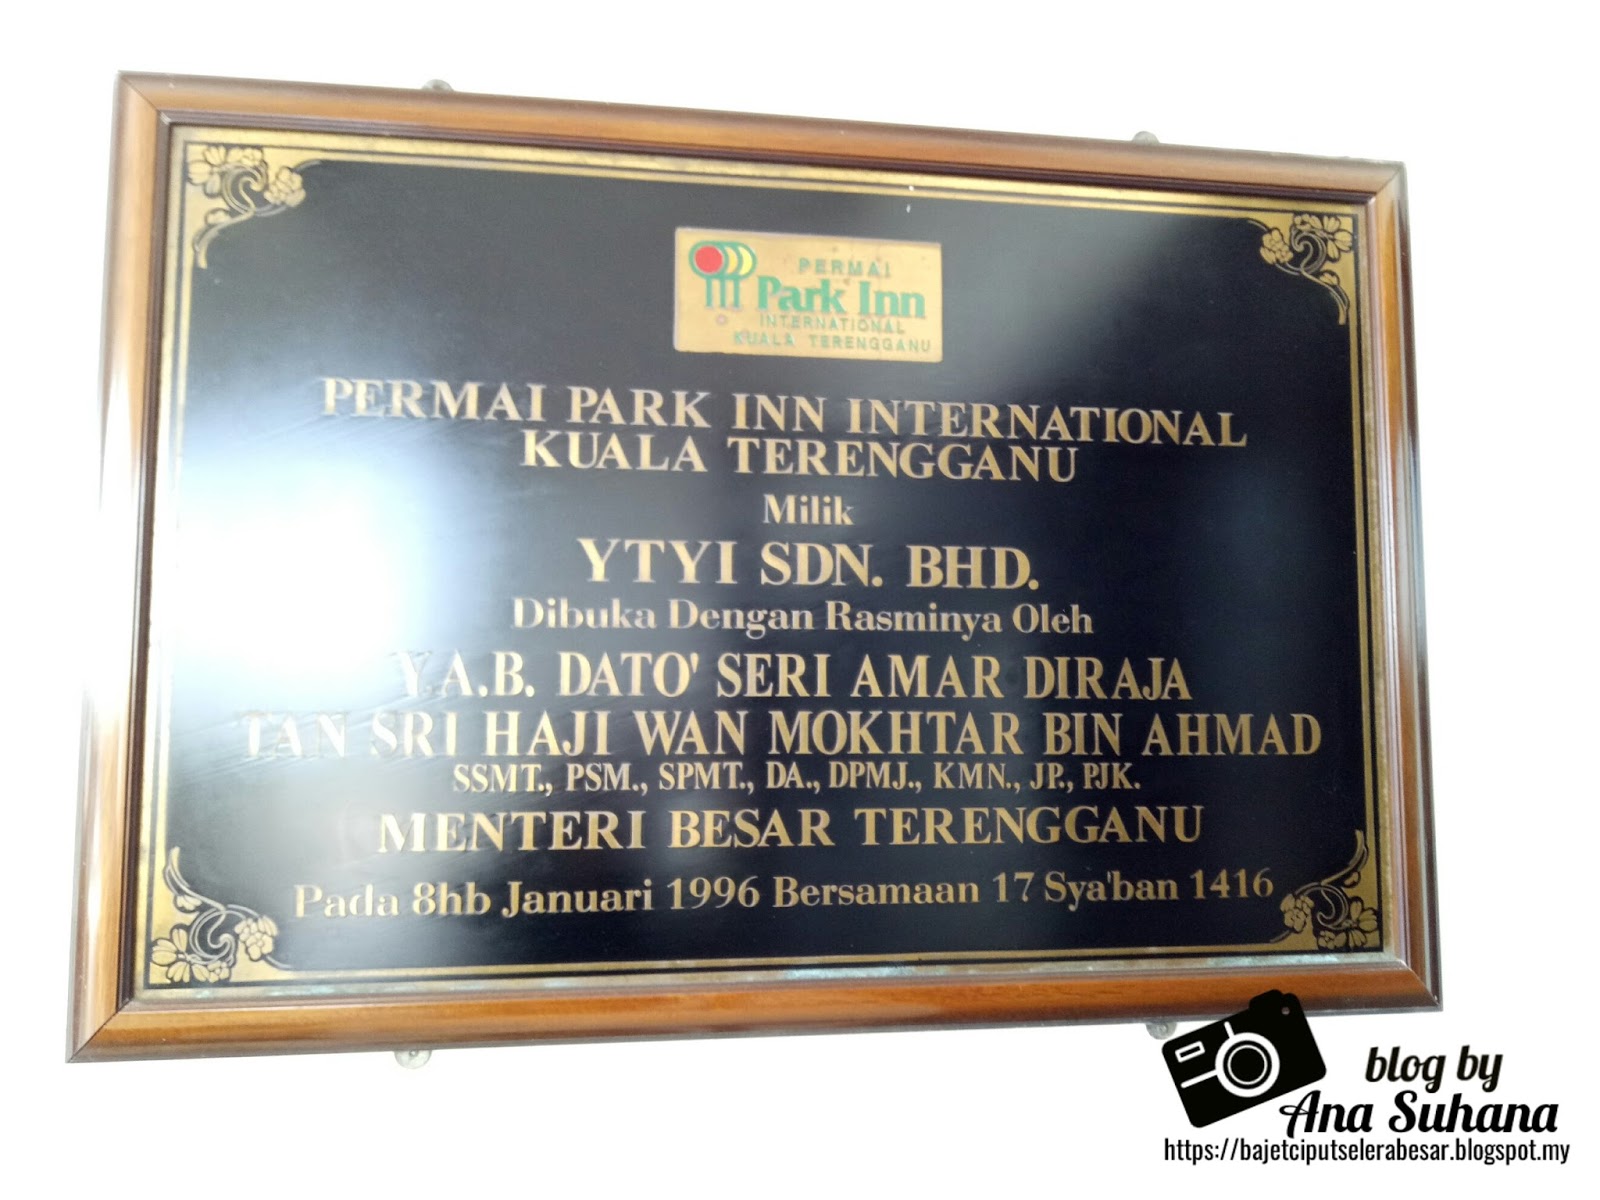 PERMAI
Park Inn
INTERNATIONAL
KUALA TERENGGANU
PERMAI PARK INN INTERNATIONAL
KUALA TERENGGANU
Milik
YTYI SDN. BHD.
Dibuka Dengan Rasminya Oleh
Y.A.B. DATO' SERI AMAR DIRAJA
TAN SRI HAJI WAN MOKHTAR BIN AHMAD
SSMT., PSM., SPMT., DA., DPMJ., KMN., JP., PJK.
MENTERI BESAR TERENGGANU
Pada 8hb Januari 1996 Bersamaan 17 Sya'ban 1416
blog by
Ana Suhana
https://bajetciputselerabesar.blogspot.my